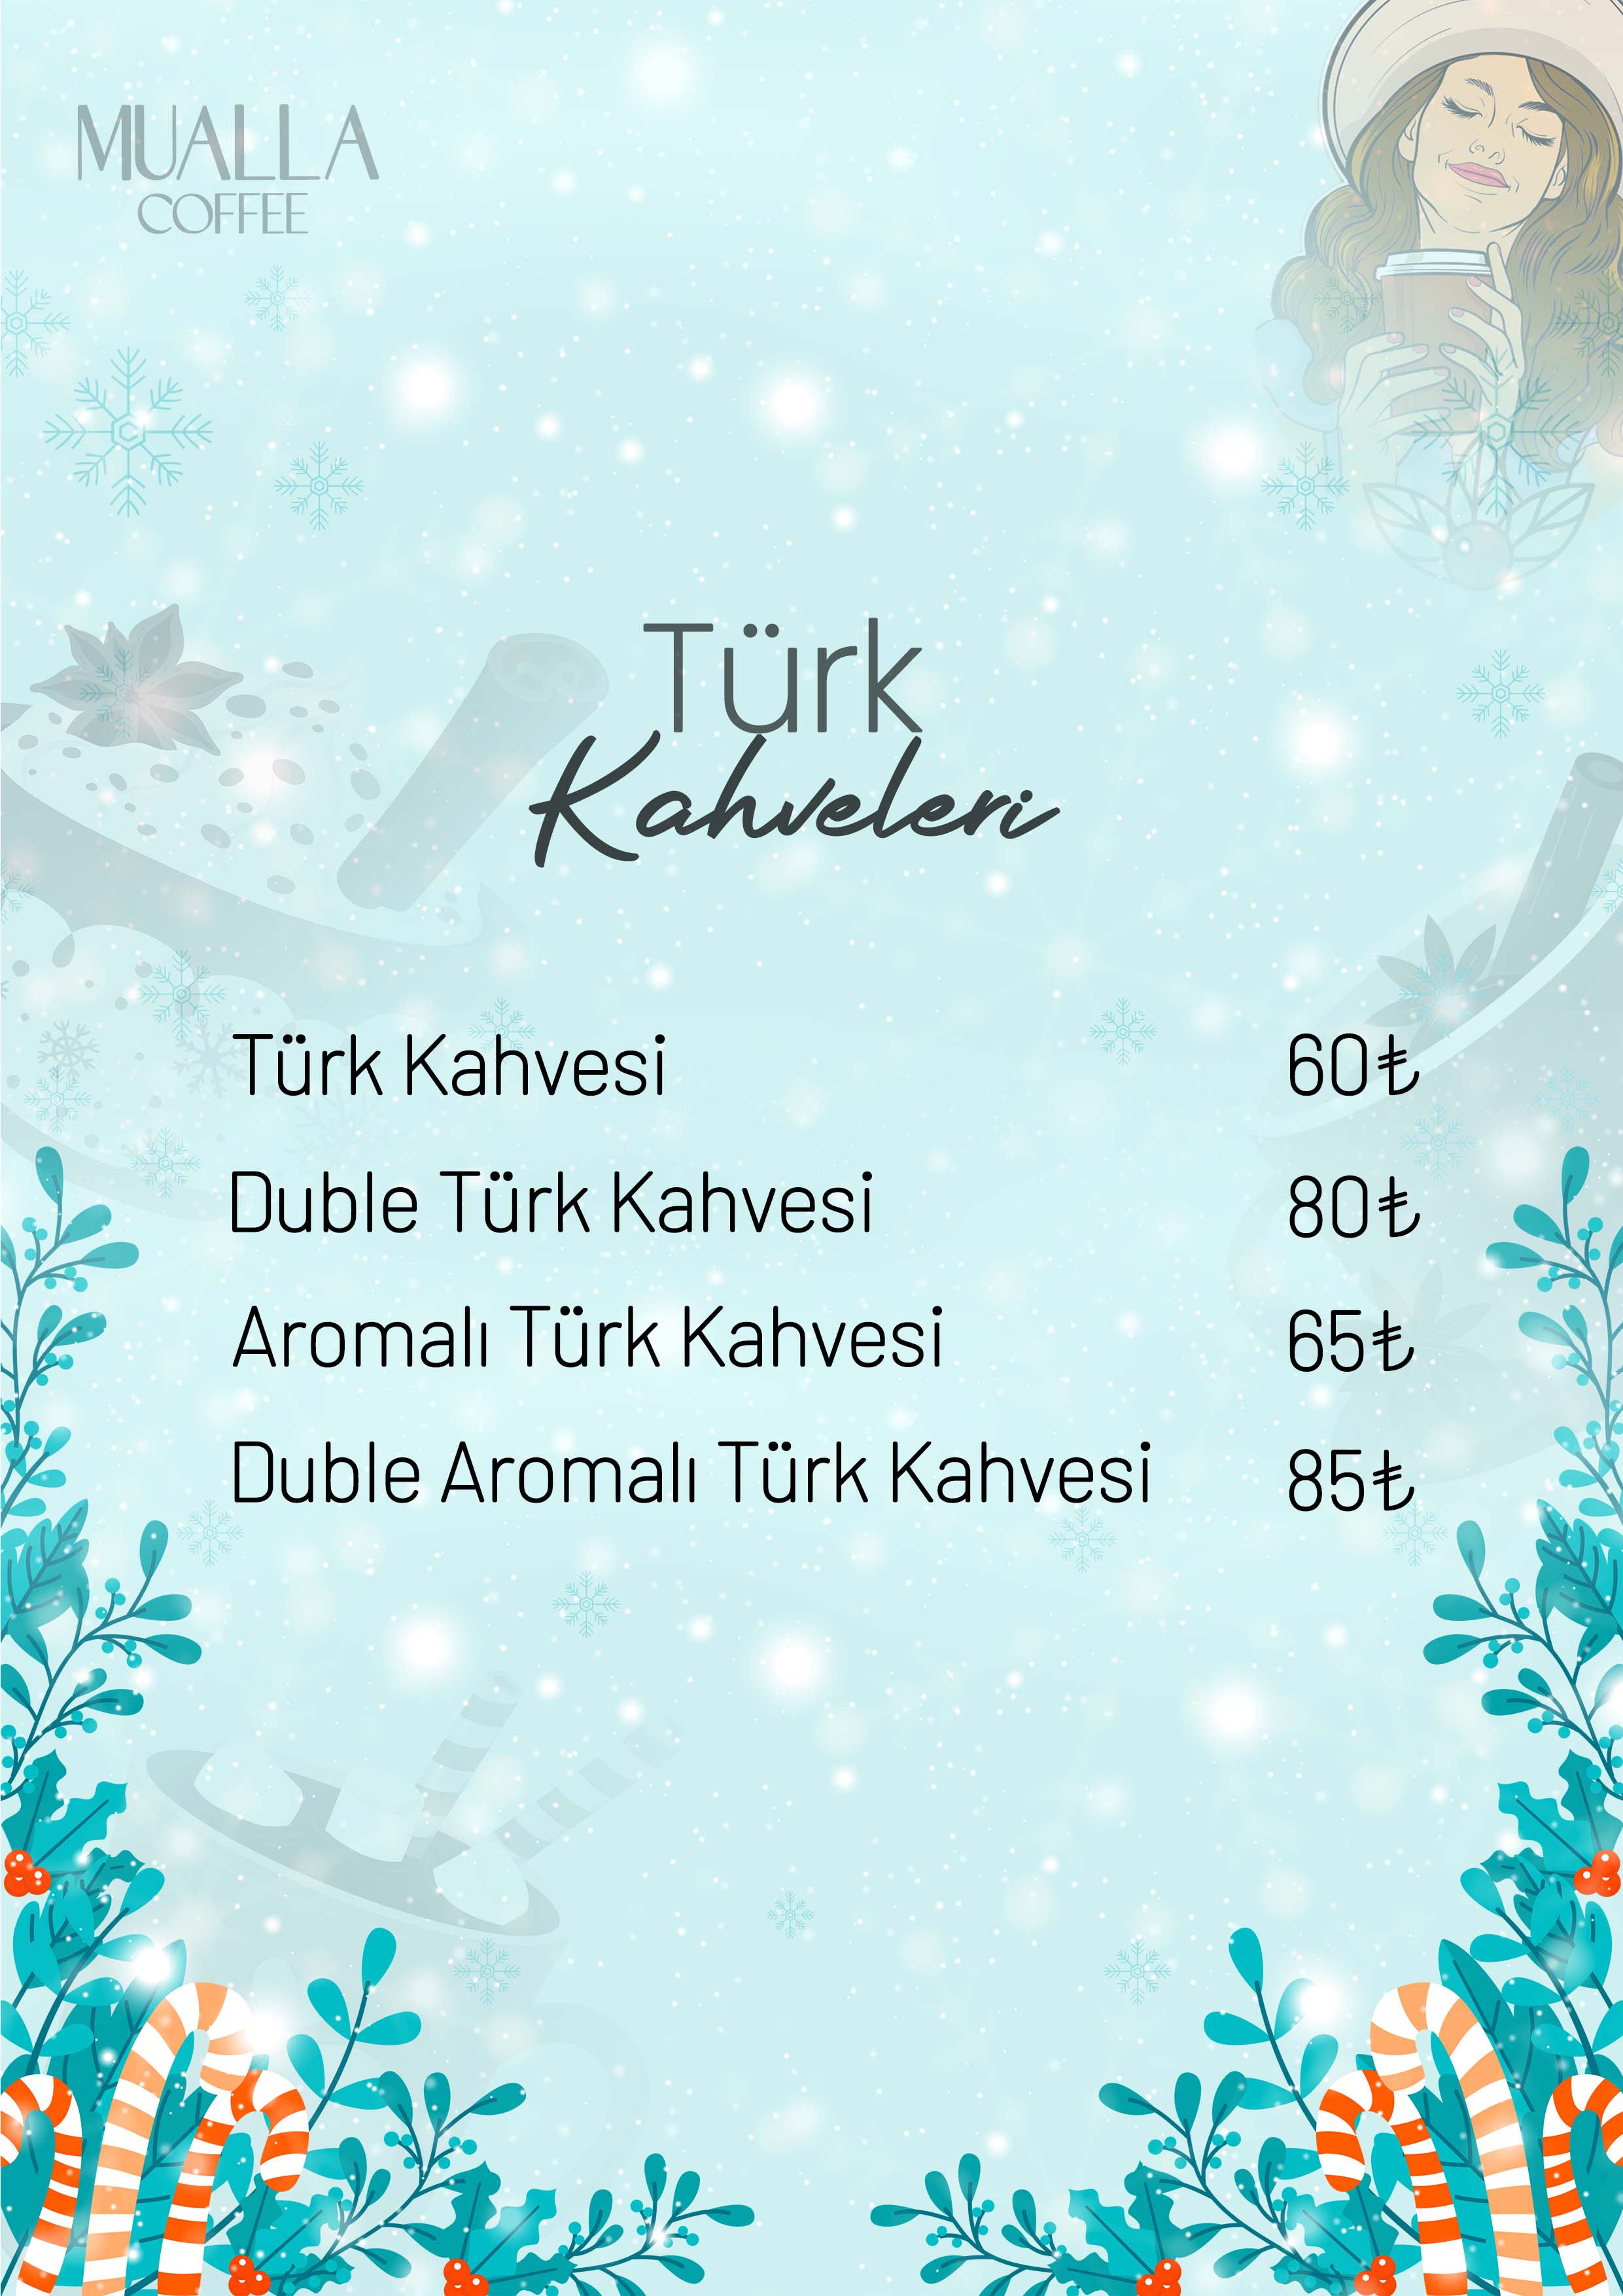 MUALLA
COFFEE
Türk
Kahveleri
Türk Kahvesi 60₺
Duble Türk Kahvesi 80₺
Aromalı Türk Kahvesi 65₺
Duble Aromalı Türk Kahvesi 85₺